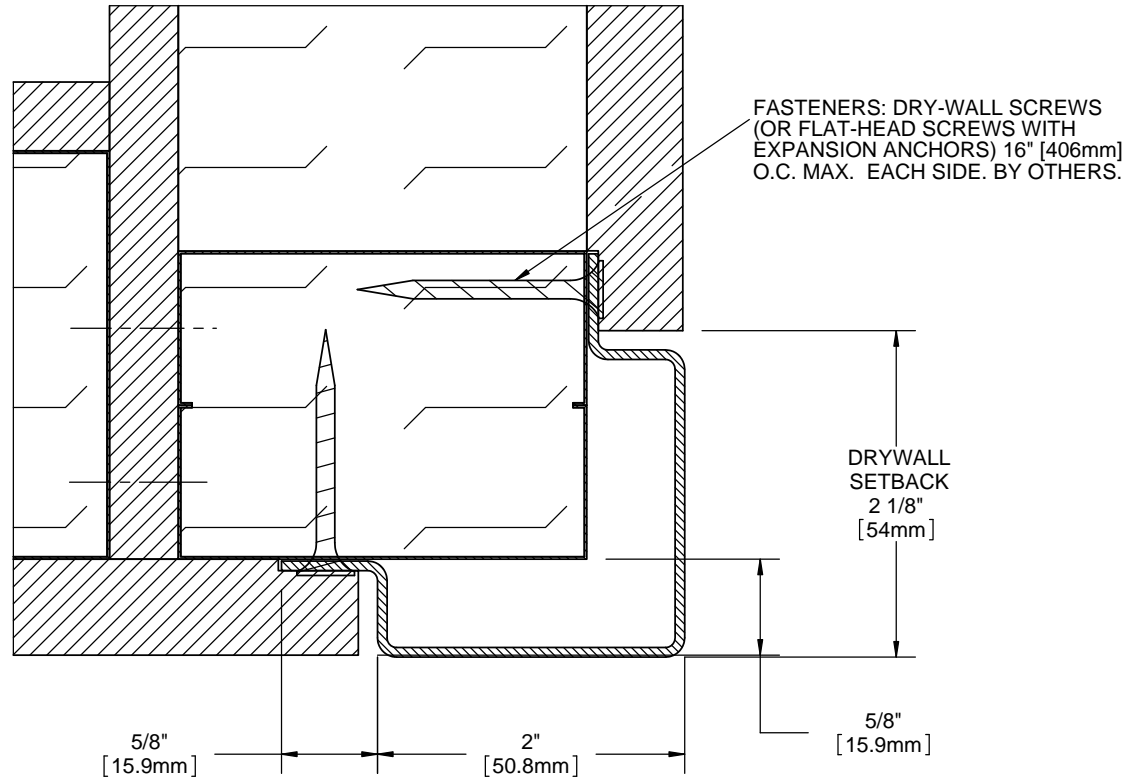 FASTENERS: DRY-WALL SCREWS
(OR FLAT-HEAD SCREWS WITH
EXPANSION ANCHORS) 16" [406mm]
O.C. MAX.  EACH SIDE. BY OTHERS.
DRYWALL
SETBACK
2 1/8"
[54mm]
5/8"
[15.9mm]
2"
[50.8mm]
5/8"
[15.9mm]